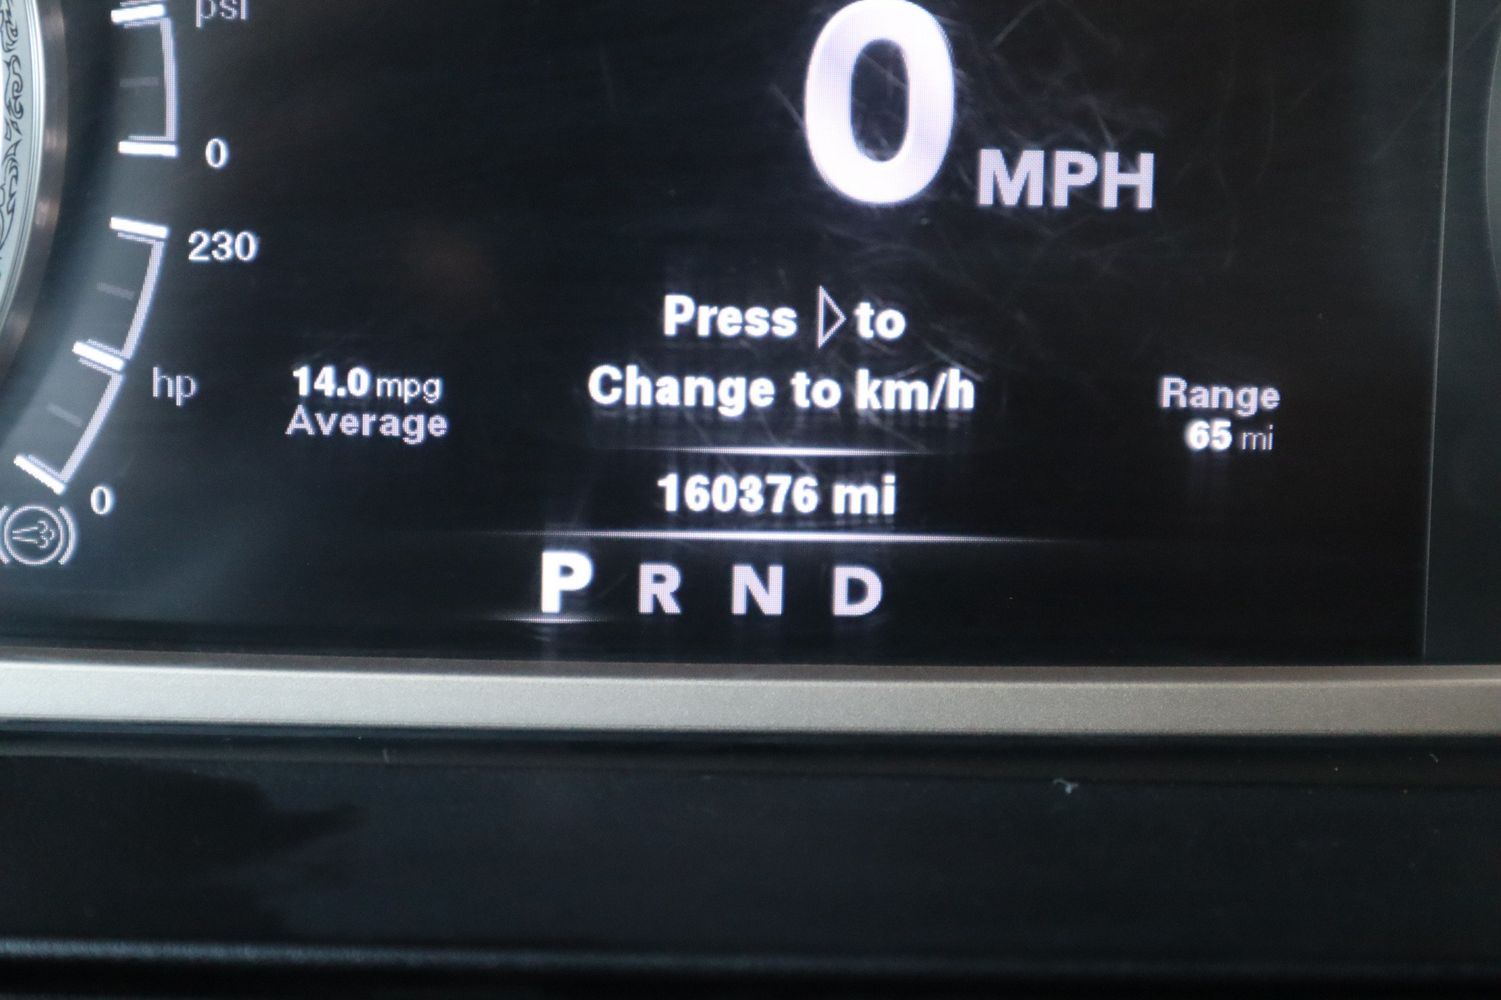 psi
0
MPH
0
230
Press ▷ to
Change to km/h
hp
14.0 mpg
Average
Range
65 mi
160376 mi
0
P R N D